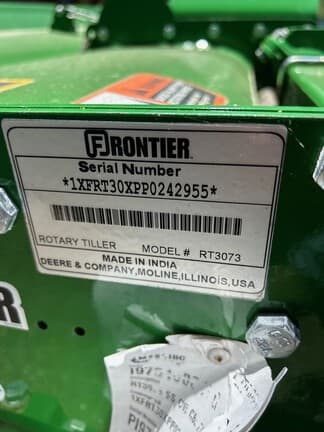 FRONTIER
Serial Number
*1XFRT30XPP0242955*
ROTARY TILLER MODEL # RT3073
MADE IN INDIA
DEERE & COMPANY,MOLINE,ILLINOIS,USA